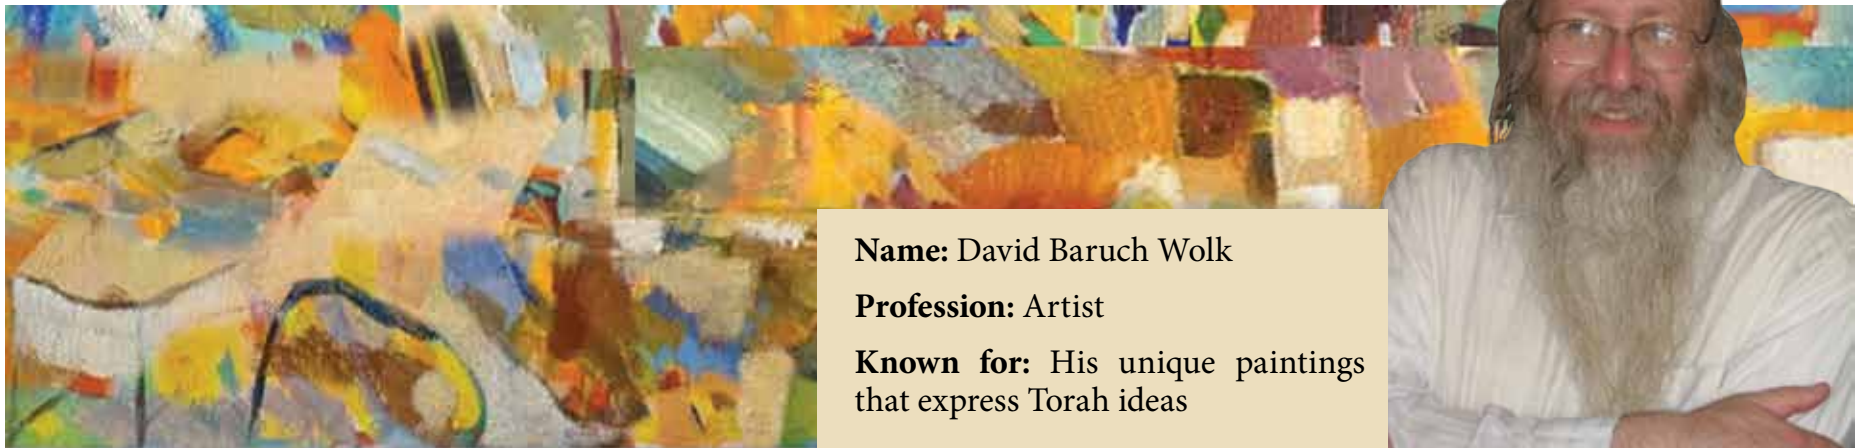 Name: David Baruch Wolk
Profession: Artist
Known for: His unique paintings
that express Torah ideas